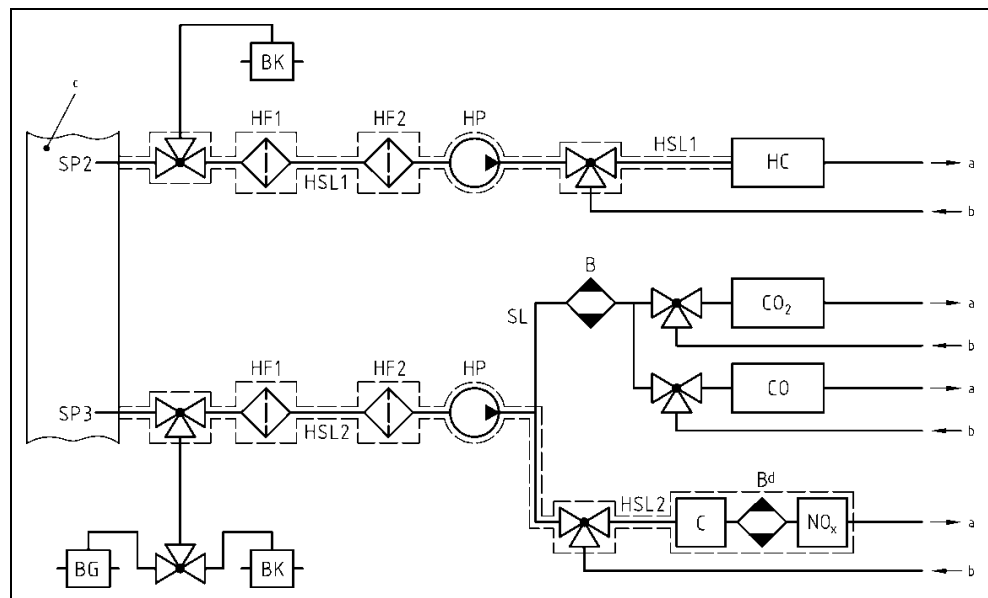 BK
c
HF1
HF2
HP
SP2
HSL1
HSL1
HC
a
b
B
SL
CO₂
a
b
HF1
HF2
HP
CO
a
SP3
HSL2
b
Bᵈ
HSL2
C
NOₓ
a
BG
BK
b